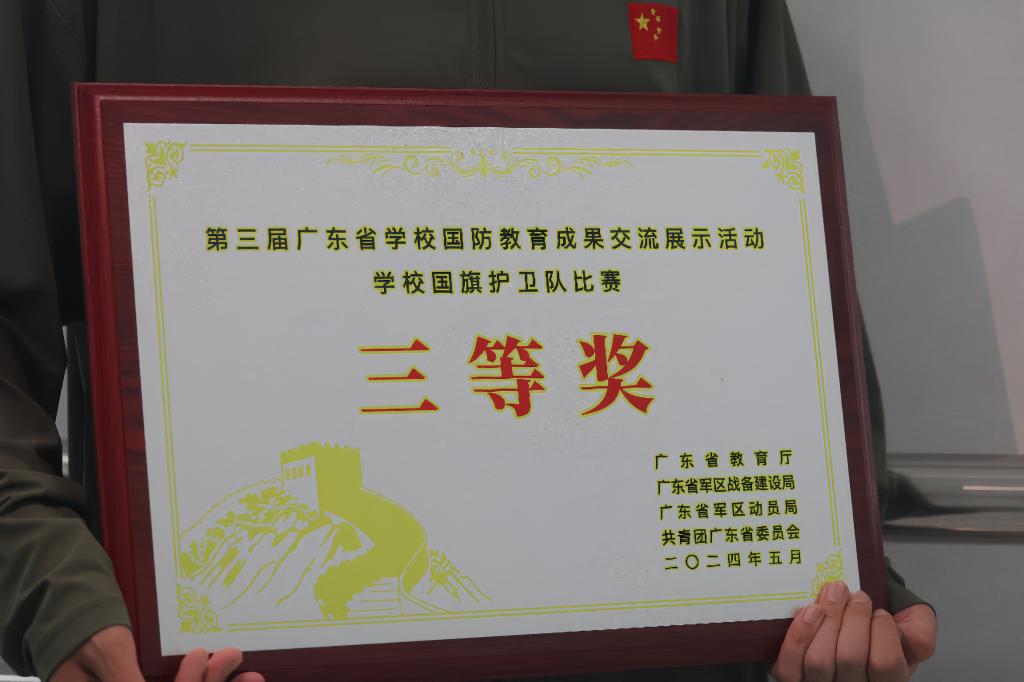 第三届广东省学校国防教育成果交流展示活动
学校国旗护卫队比赛
三等奖
广东省教育厅
广东省军区战备建设局
广东省军区动员局
共青团广东省委员会
二〇二四年五月